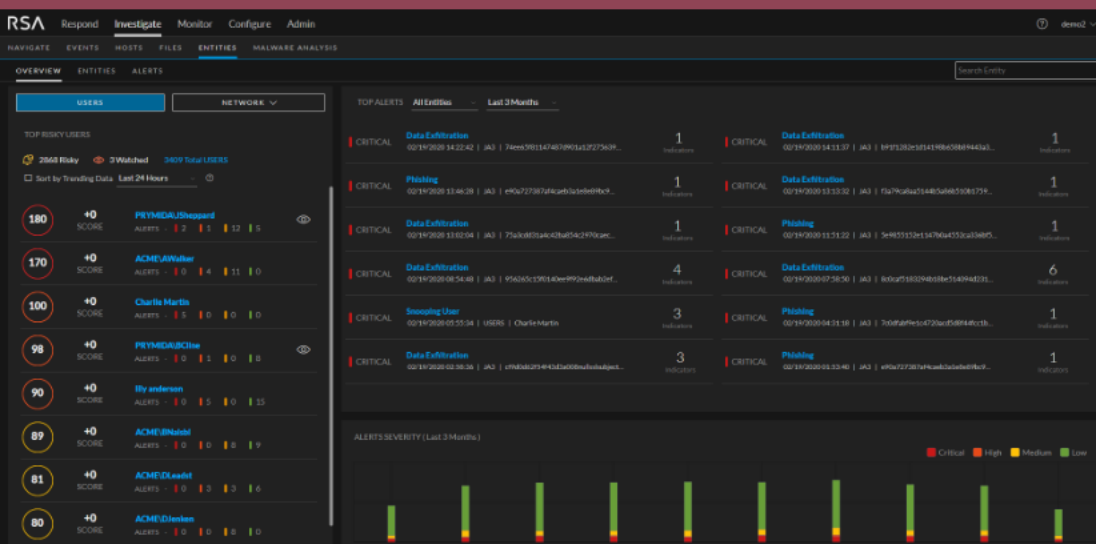 RSA Respond Investigate Monitor Configure Admin demo2
NAVIGATE EVENTS HOSTS FILES ENTITIES MALWARE ANALYSIS
OVERVIEW ENTITIES ALERTS Search Entity
USERS NETWORK
TOP RISKY USERS
2868 Risky 3 Watched 3409 Total USERS
Sort by Trending Data Last 24 Hours
180 +0 SCORE PRYMIDA\JSheppard ALERTS - 2 1 12 5
170 +0 SCORE ACME\AWalker ALERTS - 0 4 11 0
100 +0 SCORE Charlie Martin ALERTS - 5 0 0 0
98 +0 SCORE PRYMIDA\BCline ALERTS - 0 1 0 8
90 +0 SCORE illy anderson ALERTS - 0 5 0 15
89 +0 SCORE ALERTS - 0 0 8 9
81 +0 SCORE ALERTS - 0 3 3 6
80 +0 SCORE ALERTS - 0 0 8 0
TOP ALERTS All Entities Last 3 Months
CRITICAL Data Exfiltration 1 Indicators
02/19/2020 14:22:42 | JA3
CRITICAL Data Exfiltration 1 Indicators
02/19/2020 14:11:37 | JA3
CRITICAL Phishing 1 Indicators
02/19/2020 13:46:28 | JA3
CRITICAL Data Exfiltration 1 Indicators
02/19/2020 13:13:32 | JA3
CRITICAL Data Exfiltration 1 Indicators
02/19/2020 13:02:04 | JA3
CRITICAL Phishing 1 Indicators
02/19/2020 11:51:22 | JA3
CRITICAL Data Exfiltration 4 Indicators
02/19/2020 08:54:48 | JA3
CRITICAL Data Exfiltration 6 Indicators
02/19/2020 07:58:50 | JA3
CRITICAL Snooping User 3 Indicators
02/19/2020 05:55:34 | USERS | Charlie Martin
CRITICAL Phishing 1 Indicators
02/19/2020 04:31:18 | JA3
CRITICAL Data Exfiltration 3 Indicators
02/19/2020 02:58:36 | JA3
CRITICAL Phishing 1 Indicators
02/19/2020 01:33:40 | JA3
ALERTS SEVERITY (Last 3 Months)
Critical High Medium Low